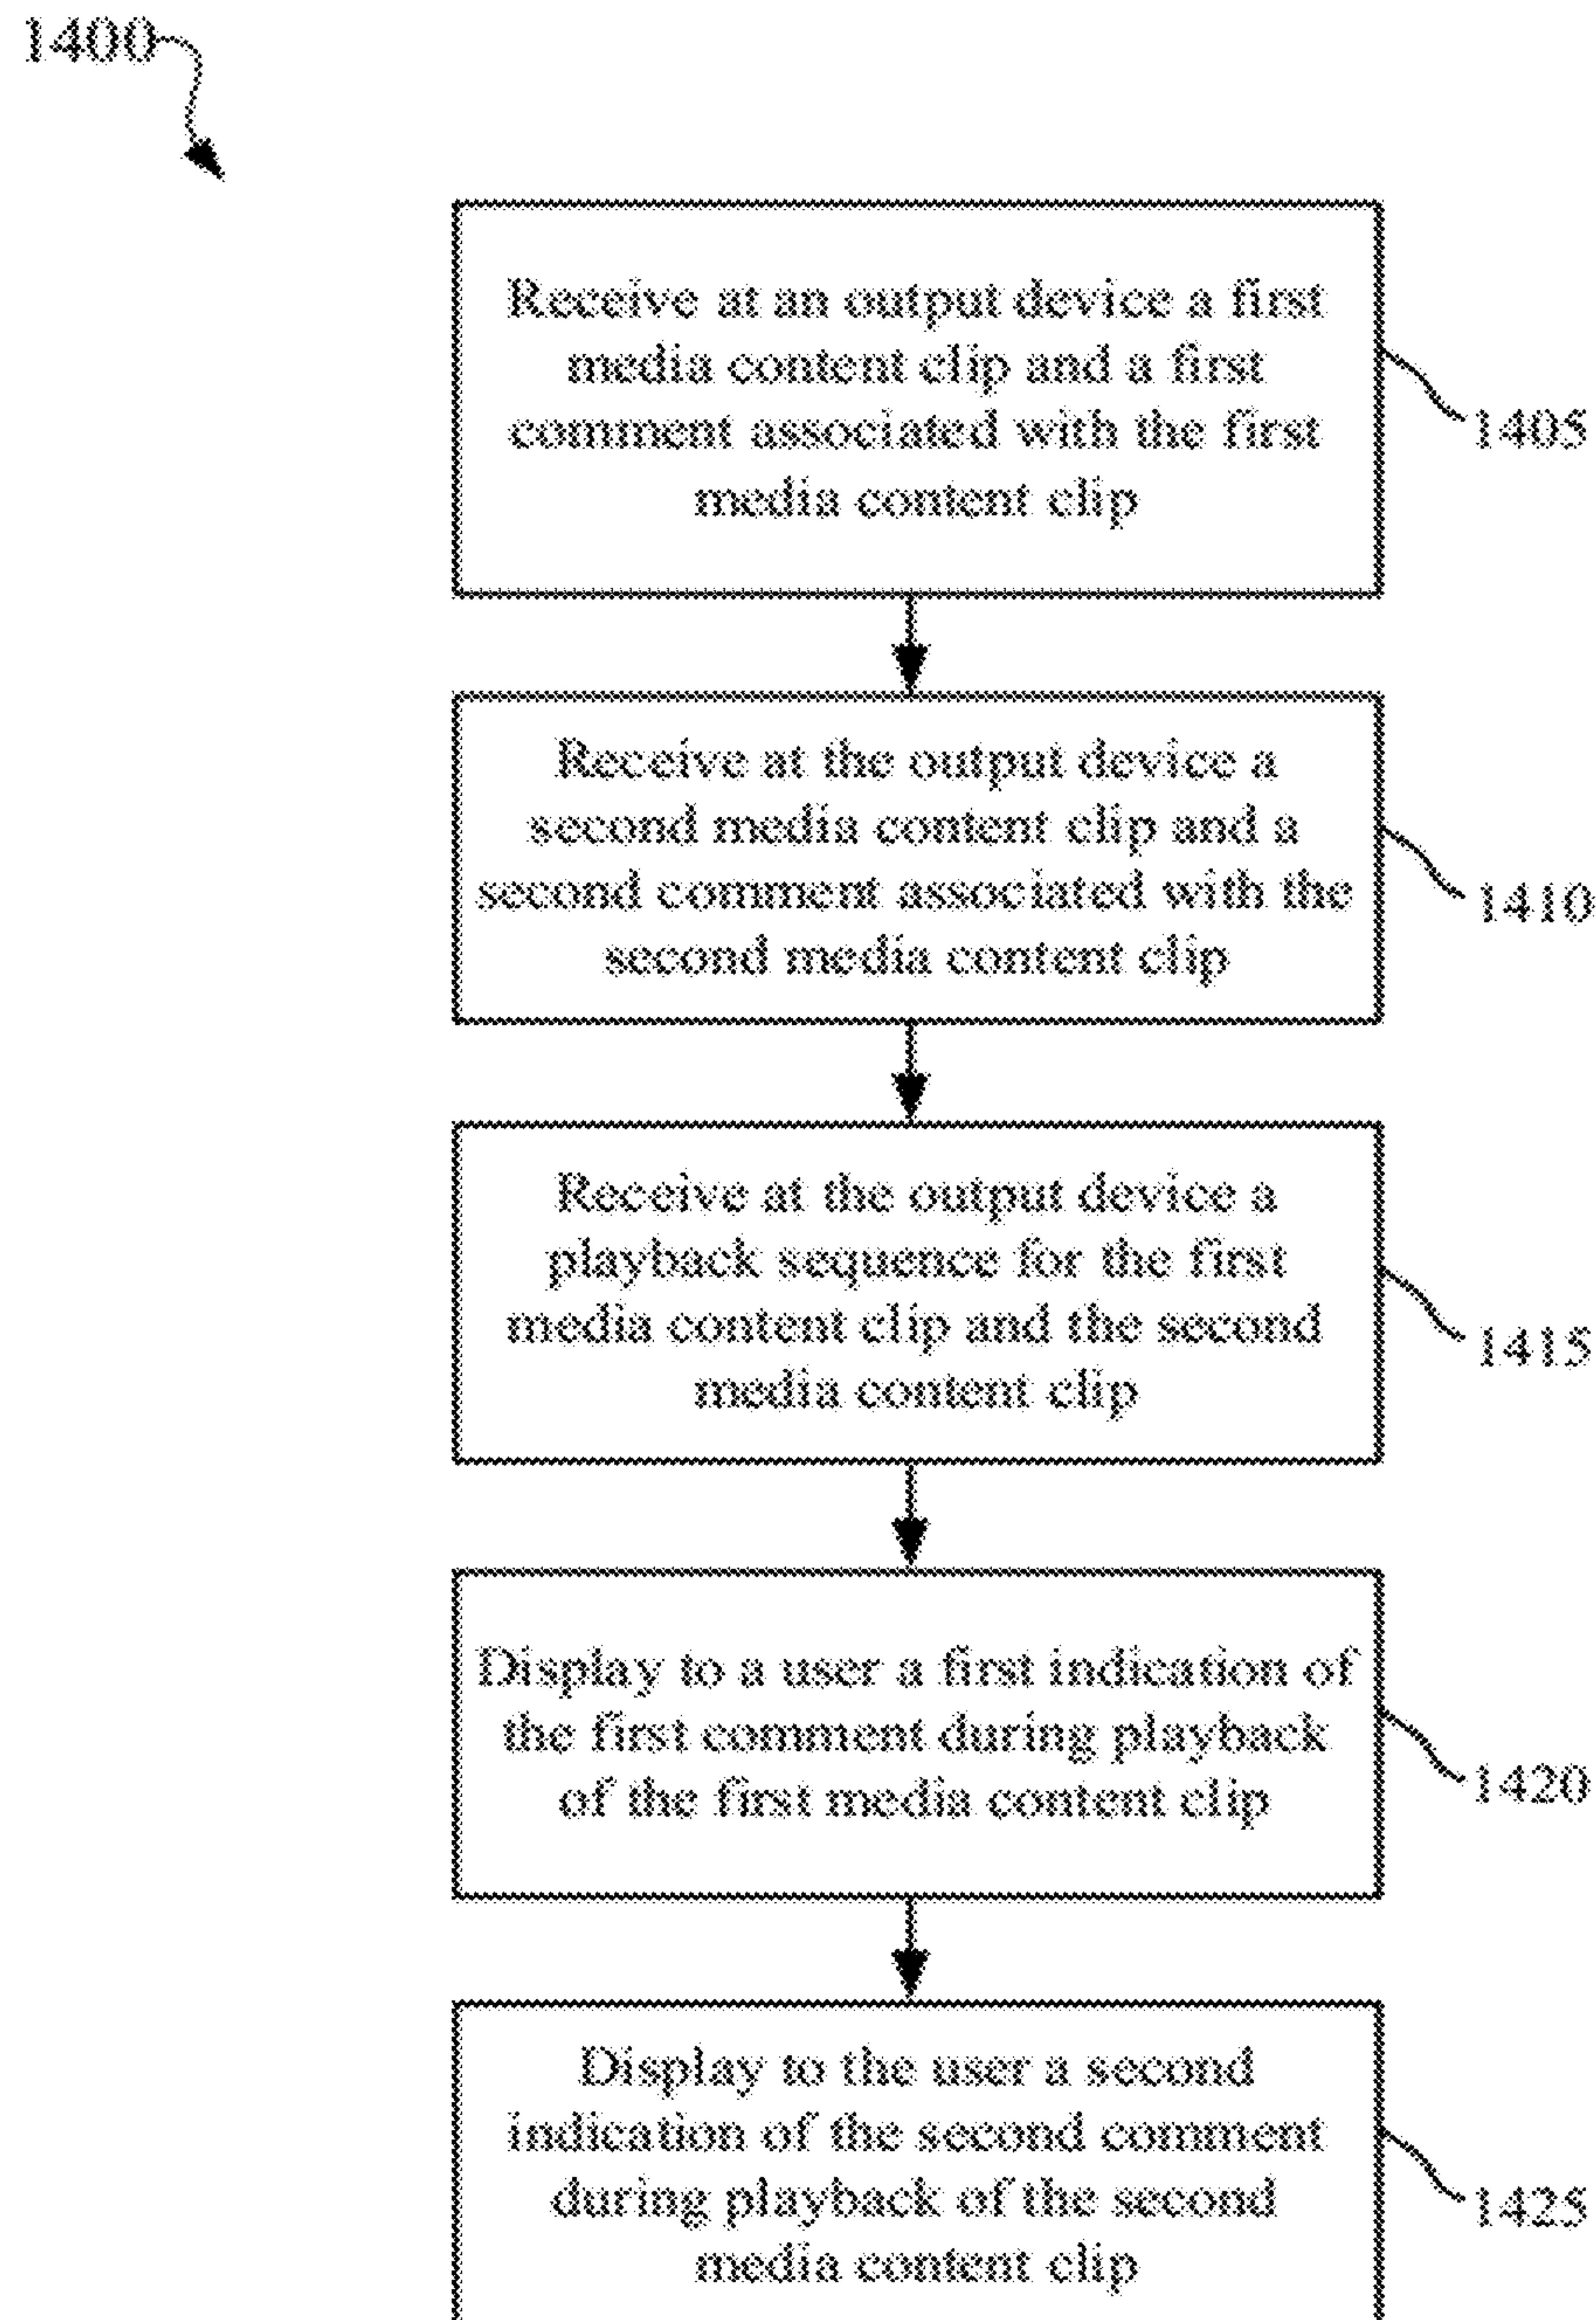 1400
Receive at an output device a first
media content clip and a first
comment associated with the first
media content clip
1405
Receive at the output device a
second media content clip and a
second comment associated with the
second media content clip
1410
Receive at the output device a
playback sequence for the first
media content clip and the second
media content clip
1415
Display to a user a first indication of
the first comment during playback
of the first media content clip
1420
Display to the user a second
indication of the second comment
during playback of the second
media content clip
1425